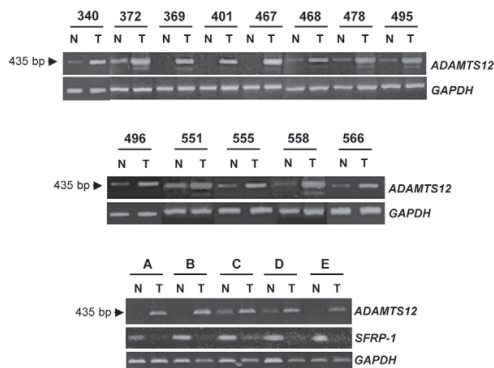 340 372 369 401 467 468 478 495
N T N T N T N T N T N T N T N T
435 bp ADAMTS12
GAPDH
496 551 555 558 566
N T N T N T N T N T
435 bp ADAMTS12
GAPDH
A B C D E
N T N T N T N T N T
435 bp ADAMTS12
SFRP-1
GAPDH